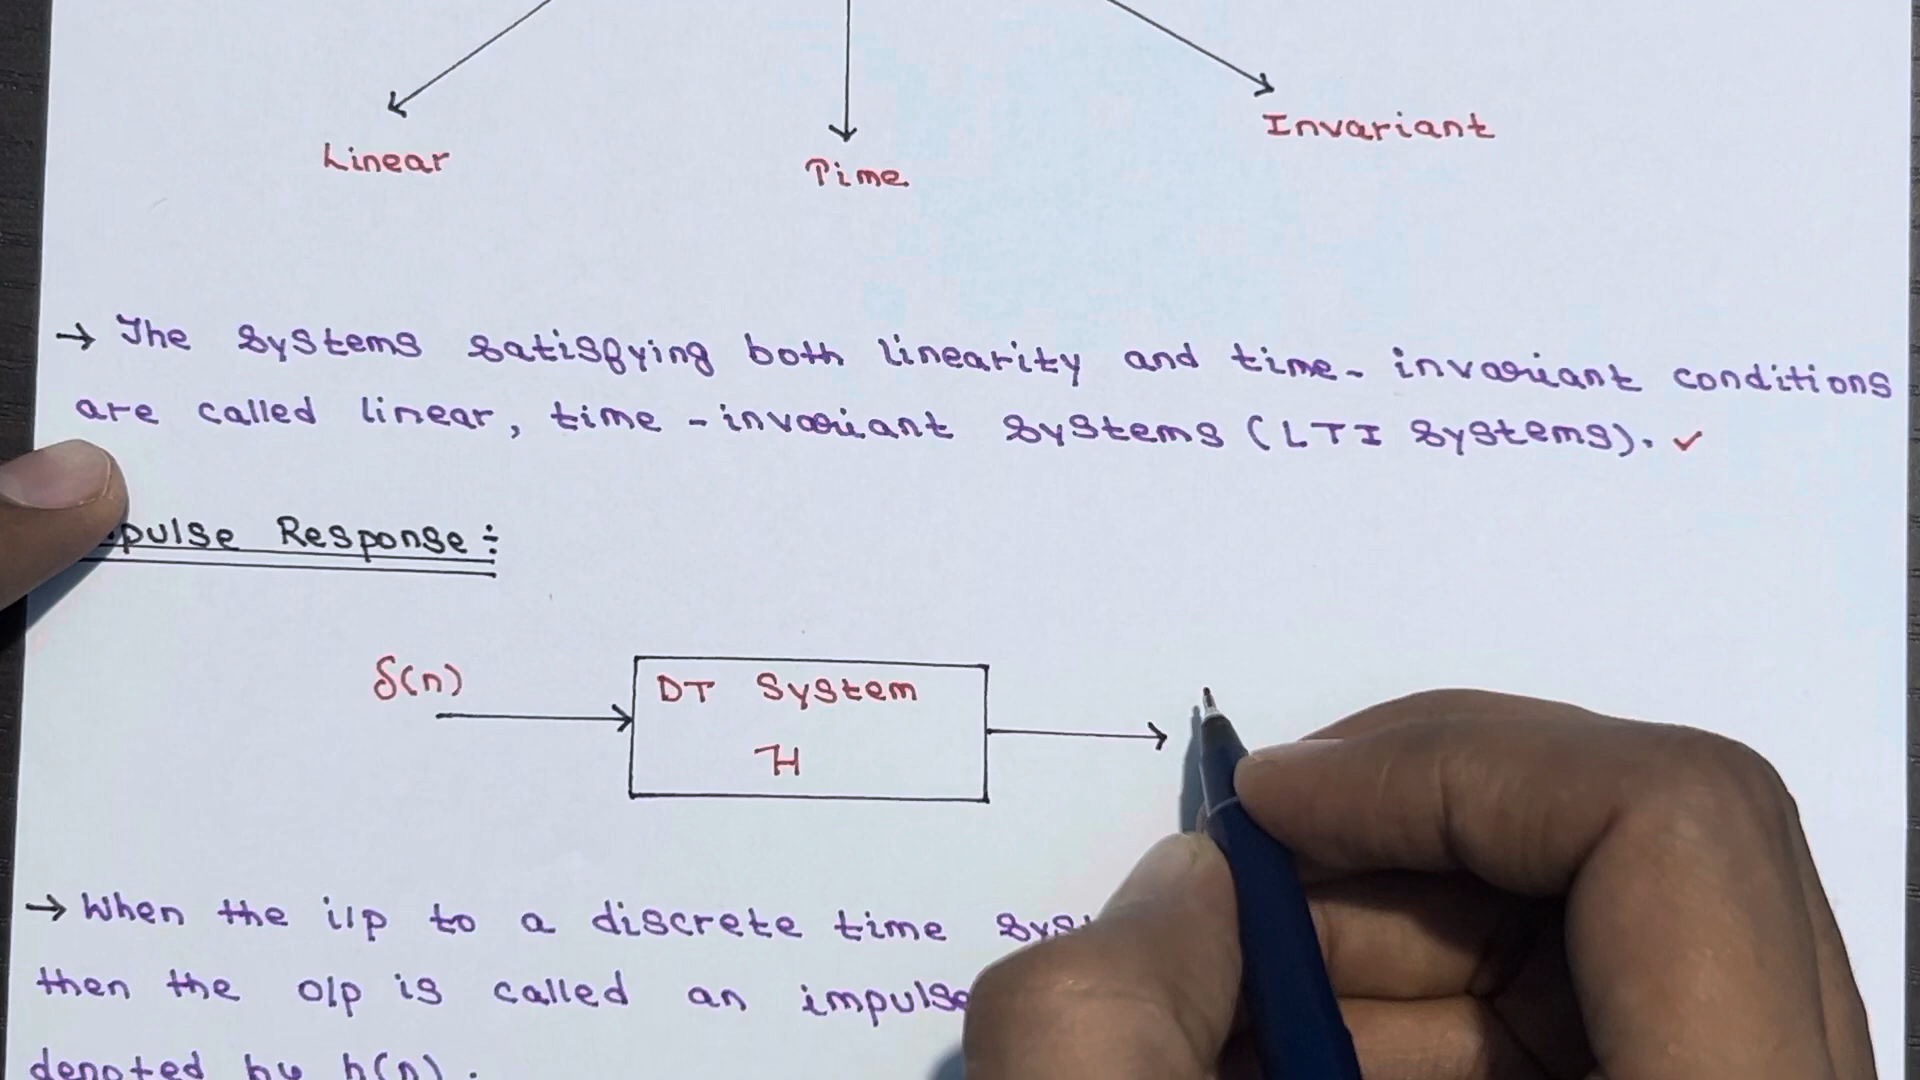 Linear
Time
Invariant
→ The systems satisfying both linearity and time-invariant conditions
are called linear, time-invariant systems (LTI systems). ✓
pulse Response:
δ(n)
DT System
H
→ When the i/p to a discrete time
then the o/p is called an impulse
denoted by h(n).